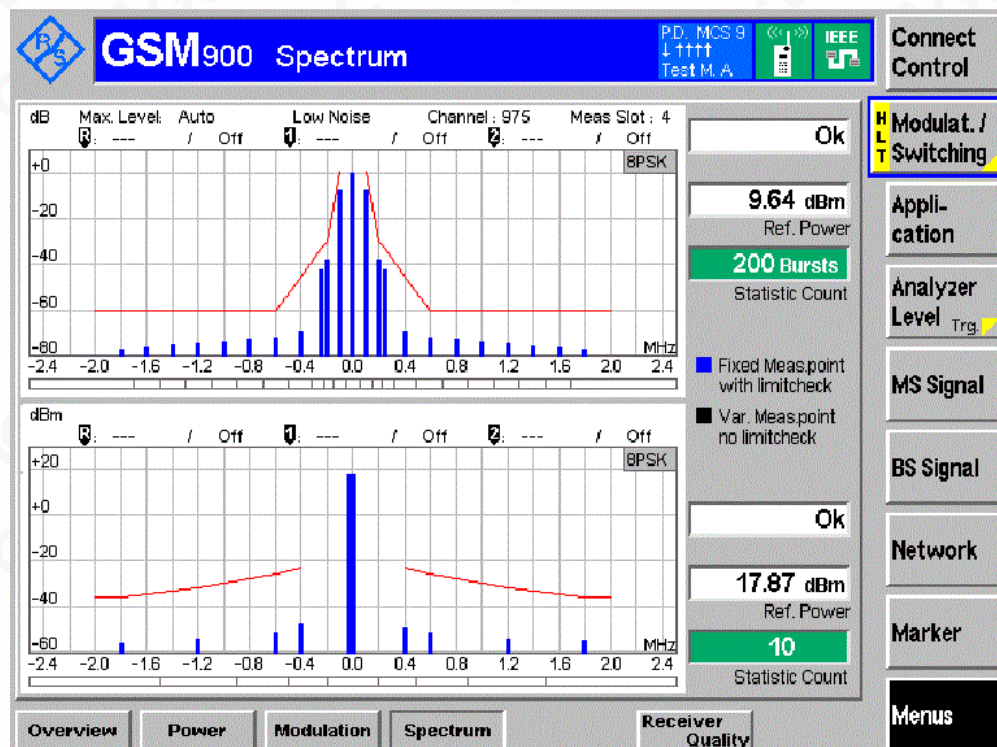 R/S
GSM900 Spectrum
P.D. MCS 9
↓ ↑↑↑↑
Test M. A
IEEE
Connect
Control
dB Max. Level: Auto Low Noise Channel : 975 Meas Slot : 4
R: --- / Off 1: --- / Off 2: --- / Off
8PSK
+0
-20
-40
-60
-80
MHz
-2.4 -2.0 -1.6 -1.2 -0.8 -0.4 0.0 0.4 0.8 1.2 1.6 2.0 2.4
Ok
9.64 dBm
Ref. Power
200 Bursts
Statistic Count
Fixed Meas.point
with limitcheck
Var. Meas.point
no limitcheck
dBm
R: --- / Off 1: --- / Off 2: --- / Off
8PSK
+20
+0
-20
-40
-60
MHz
-2.4 -2.0 -1.6 -1.2 -0.8 -0.4 0.0 0.4 0.8 1.2 1.6 2.0 2.4
Ok
17.87 dBm
Ref. Power
10
Statistic Count
HLT
Modulat. /
Switching
Appli-
cation
Analyzer
Level Trg.
MS Signal
BS Signal
Network
Marker
Menus
Overview
Power
Modulation
Spectrum
Receiver
Quality